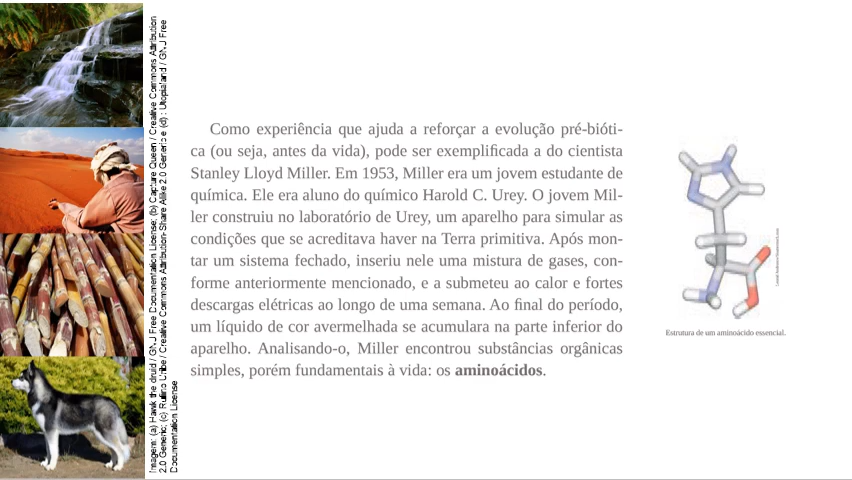 Imagem: (a) Hawk the druid / GNU Free Documentation License; (b) Capture Queen / Creative Commons Attribution
2.0 Generic; (c) Rufino Uribe / Creative Commons Attribution-Share Alike 2.0 Generic e (d) : Utopialand / GNU Free
Documentation License
Como experiência que ajuda a reforçar a evolução pré-bióti-
ca (ou seja, antes da vida), pode ser exemplificada a do cientista
Stanley Lloyd Miller. Em 1953, Miller era um jovem estudante de
química. Ele era aluno do químico Harold C. Urey. O jovem Mil-
ler construiu no laboratório de Urey, um aparelho para simular as
condições que se acreditava haver na Terra primitiva. Após mon-
tar um sistema fechado, inseriu nele uma mistura de gases, con-
forme anteriormente mencionado, e a submeteu ao calor e fortes
descargas elétricas ao longo de uma semana. Ao final do período,
um líquido de cor avermelhada se acumulara na parte inferior do
aparelho. Analisando-o, Miller encontrou substâncias orgânicas
simples, porém fundamentais à vida: os aminoácidos.
Estrutura de um aminoácido essencial.